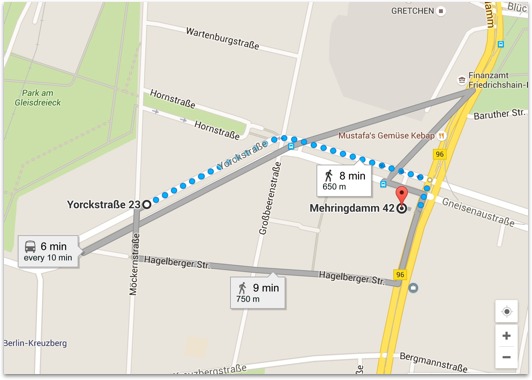 GRETCHEN
Blüc
damm
Wartenburgstraße
Finanzamt
Friedrichshain-
Park am
Gleisdreieck
Hornstraße
Hornstraße
Baruther Str.
Mustafa's Gemüse Kebap
Yorckstraße
96
8 min
650 m
Yorckstraße 23
Mehringdamm 42
Gneisenaustraße
Großbeerenstraße
6 min
every 10 min
Möckernstraße
Hagelberger Str.
Hagelberger Str.
96
9 min
750 m
Berlin-Kreuzberg
Bergmannstraße
Kreuzbergstraße
+
−